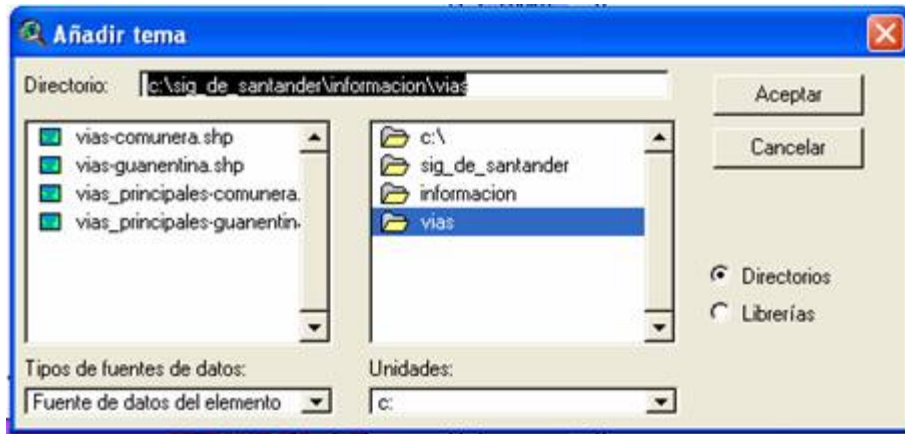 Añadir tema
Directorio: c:\sig_de_santander\informacion\vias
Aceptar
Cancelar
vias-comunera.shp
vias-guanentina.shp
vias_principales-comunera.
vias_principales-guanentin
c:\
sig_de_santander
informacion
vias
Directorios
Librerías
Tipos de fuentes de datos:
Fuente de datos del elemento
Unidades:
c: